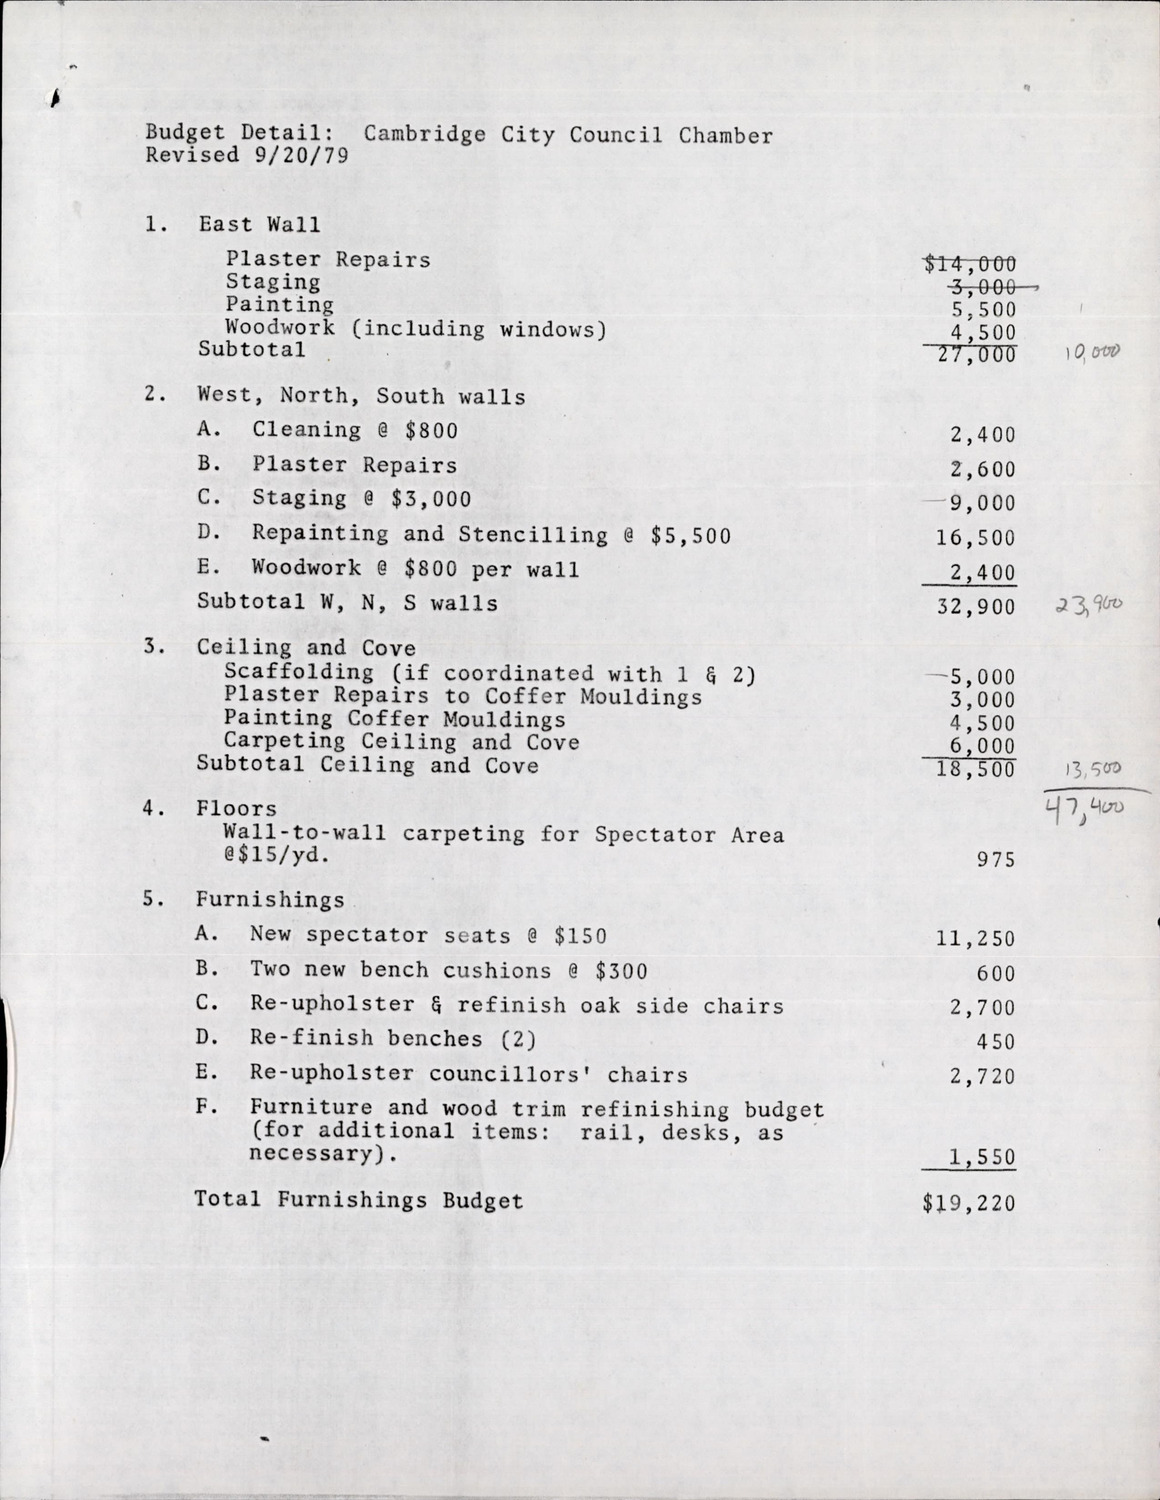 Budget Detail: Cambridge City Council Chamber
Revised 9/20/79
1. East Wall
Plaster Repairs $14,000
Staging 3,000
Painting 5,500
Woodwork (including windows) 4,500
Subtotal 27,000 10,000
2. West, North, South walls
A. Cleaning @ $800 2,400
B. Plaster Repairs 2,600
C. Staging @ $3,000 9,000
D. Repainting and Stencilling @ $5,500 16,500
E. Woodwork @ $800 per wall 2,400
Subtotal W, N, S walls 32,900 23,900
3. Ceiling and Cove
Scaffolding (if coordinated with 1 & 2) 5,000
Plaster Repairs to Coffer Mouldings 3,000
Painting Coffer Mouldings 4,500
Carpeting Ceiling and Cove 6,000
Subtotal Ceiling and Cove 18,500 13,500
47,400
4. Floors
Wall-to-wall carpeting for Spectator Area
@$15/yd. 975
5. Furnishings
A. New spectator seats @ $150 11,250
B. Two new bench cushions @ $300 600
C. Re-upholster & refinish oak side chairs 2,700
D. Re-finish benches (2) 450
E. Re-upholster councillors' chairs 2,720
F. Furniture and wood trim refinishing budget
(for additional items: rail, desks, as
necessary). 1,550
Total Furnishings Budget $19,220